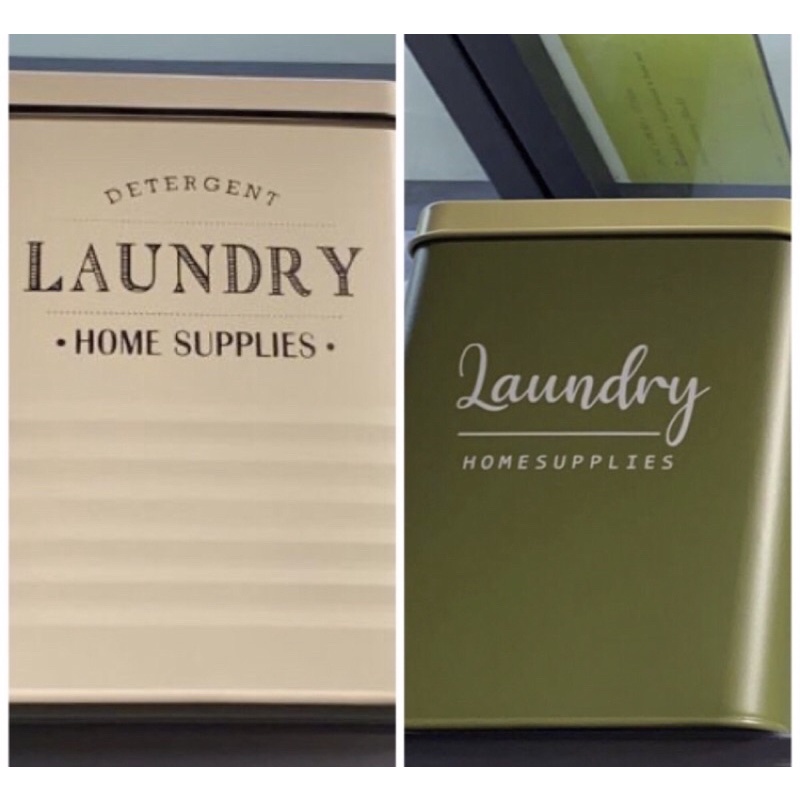 DETERGENT
LAUNDRY
• HOME SUPPLIES •
Laundry
HOMESUPPLIES